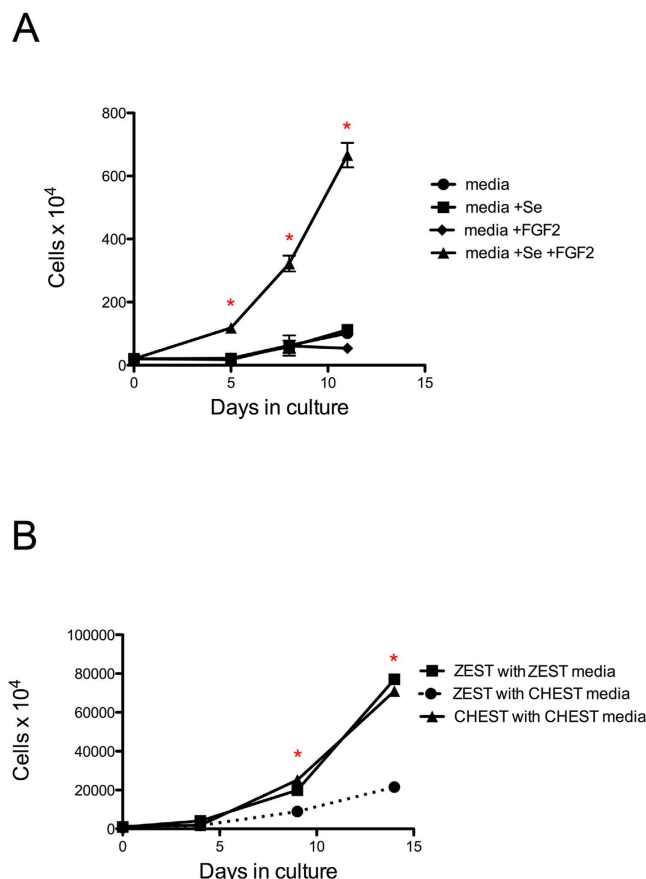 A
800
600
400
200
0
0 5 10 15
Cells x 10⁴
Days in culture
*
*
*
media
media +Se
media +FGF2
media +Se +FGF2
B
100000
80000
60000
40000
20000
0
0 5 10 15
Cells x 10⁴
Days in culture
*
*
ZEST with ZEST media
ZEST with CHEST media
CHEST with CHEST media